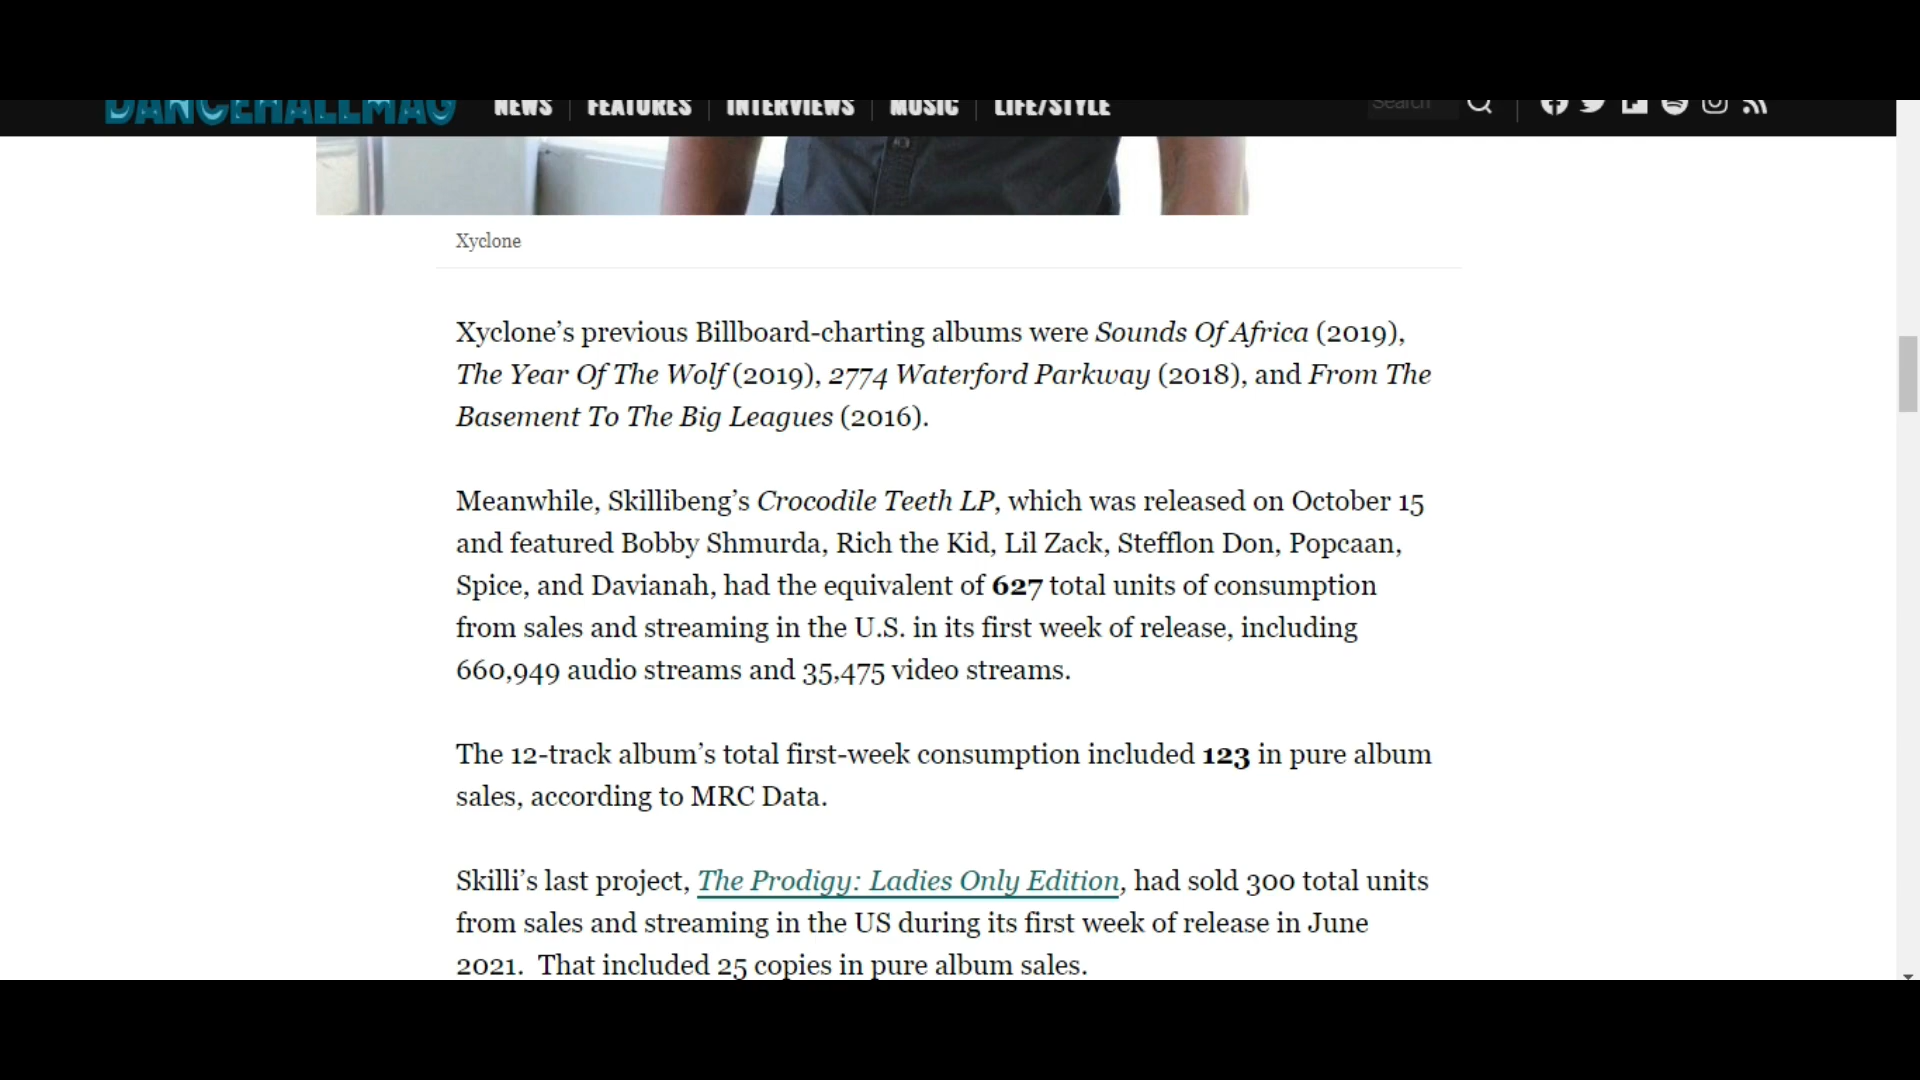 DANCEHALLMAG NEWS FEATURES INTERVIEWS MUSIC LIFE/STYLE Search
Xyclone
Xyclone’s previous Billboard-charting albums were Sounds Of Africa (2019),
The Year Of The Wolf (2019), 2774 Waterford Parkway (2018), and From The
Basement To The Big Leagues (2016).
Meanwhile, Skillibeng’s Crocodile Teeth LP, which was released on October 15
and featured Bobby Shmurda, Rich the Kid, Lil Zack, Stefflon Don, Popcaan,
Spice, and Davianah, had the equivalent of 627 total units of consumption
from sales and streaming in the U.S. in its first week of release, including
660,949 audio streams and 35,475 video streams.
The 12-track album’s total first-week consumption included 123 in pure album
sales, according to MRC Data.
Skilli’s last project, The Prodigy: Ladies Only Edition, had sold 300 total units
from sales and streaming in the US during its first week of release in June
2021.  That included 25 copies in pure album sales.